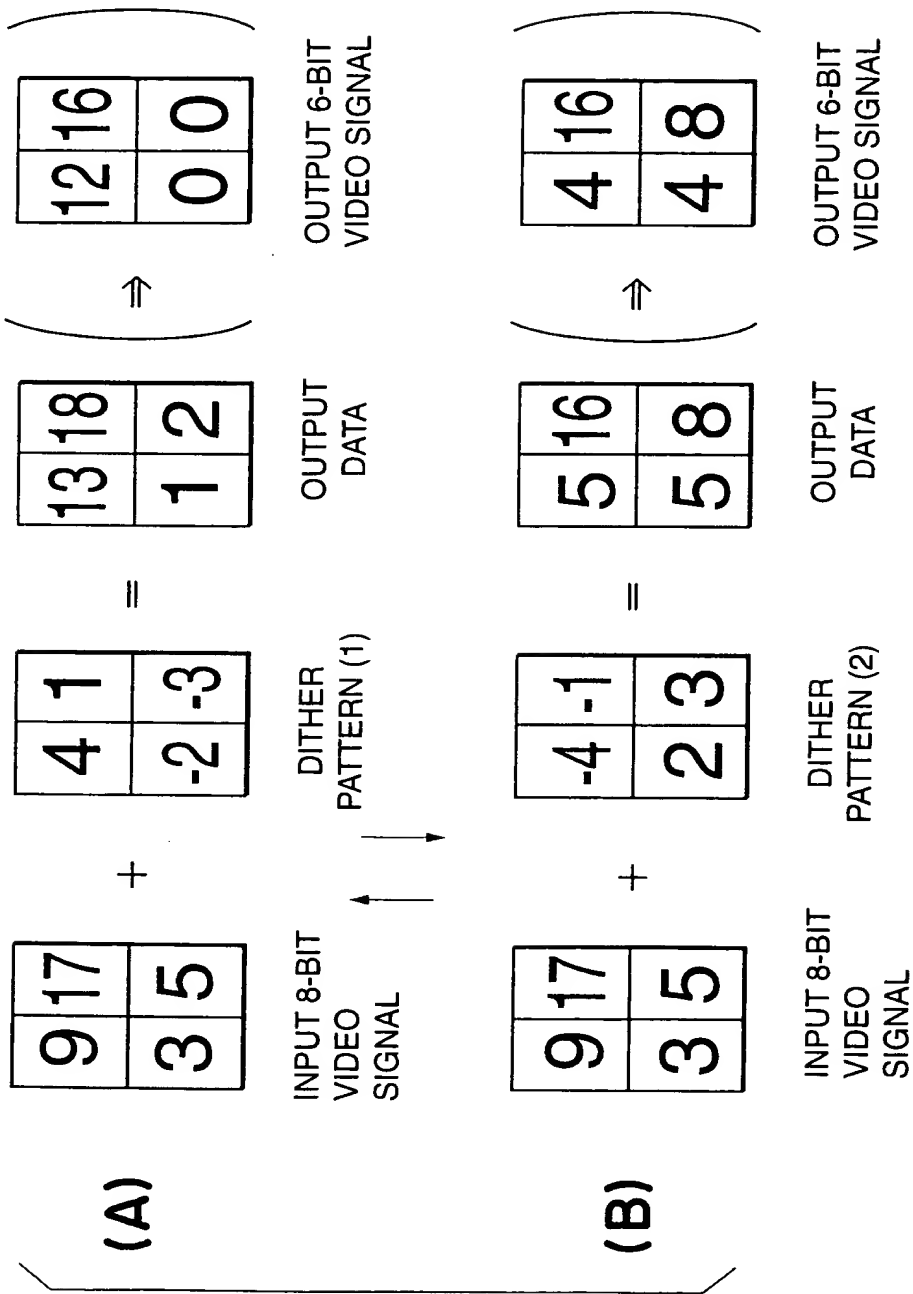 (A)
9 17 4 1 13 18 12 16
+ = ( ⇒ )
3 5 -2 -3 1 2 0 0
INPUT 8-BIT
VIDEO
SIGNAL
DITHER
PATTERN (1)
OUTPUT
DATA
OUTPUT 6-BIT
VIDEO SIGNAL
(B)
9 17 -4 -1 5 16 4 16
+ = ( ⇒ )
3 5 2 3 5 8 4 8
INPUT 8-BIT
VIDEO
SIGNAL
DITHER
PATTERN (2)
OUTPUT
DATA
OUTPUT 6-BIT
VIDEO SIGNAL